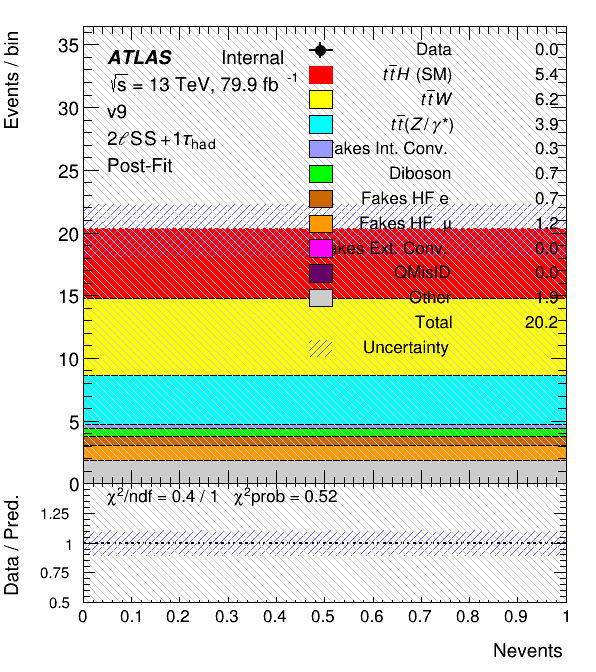 Events / bin
35
30
25
20
15
10
5
0
ATLAS Internal
√s = 13 TeV, 79.9 fb⁻¹
v9
2ℓSS+1τhad
Post-Fit
Data 0.0
tt̄H (SM) 5.4
tt̄W 6.2
tt̄(Z/γ*) 3.9
akes Int. Conv. 0.3
Diboson 0.7
Fakes HF e 0.7
Fakes HF μ 1.2
akes Ext. Conv. 0.0
QMisID 0.0
Other 1.9
Total 20.2
Uncertainty
Data / Pred.
χ²/ndf = 0.4 / 1 χ²prob = 0.52
1.25
1
0.75
0.5
0 0.1 0.2 0.3 0.4 0.5 0.6 0.7 0.8 0.9 1
Nevents